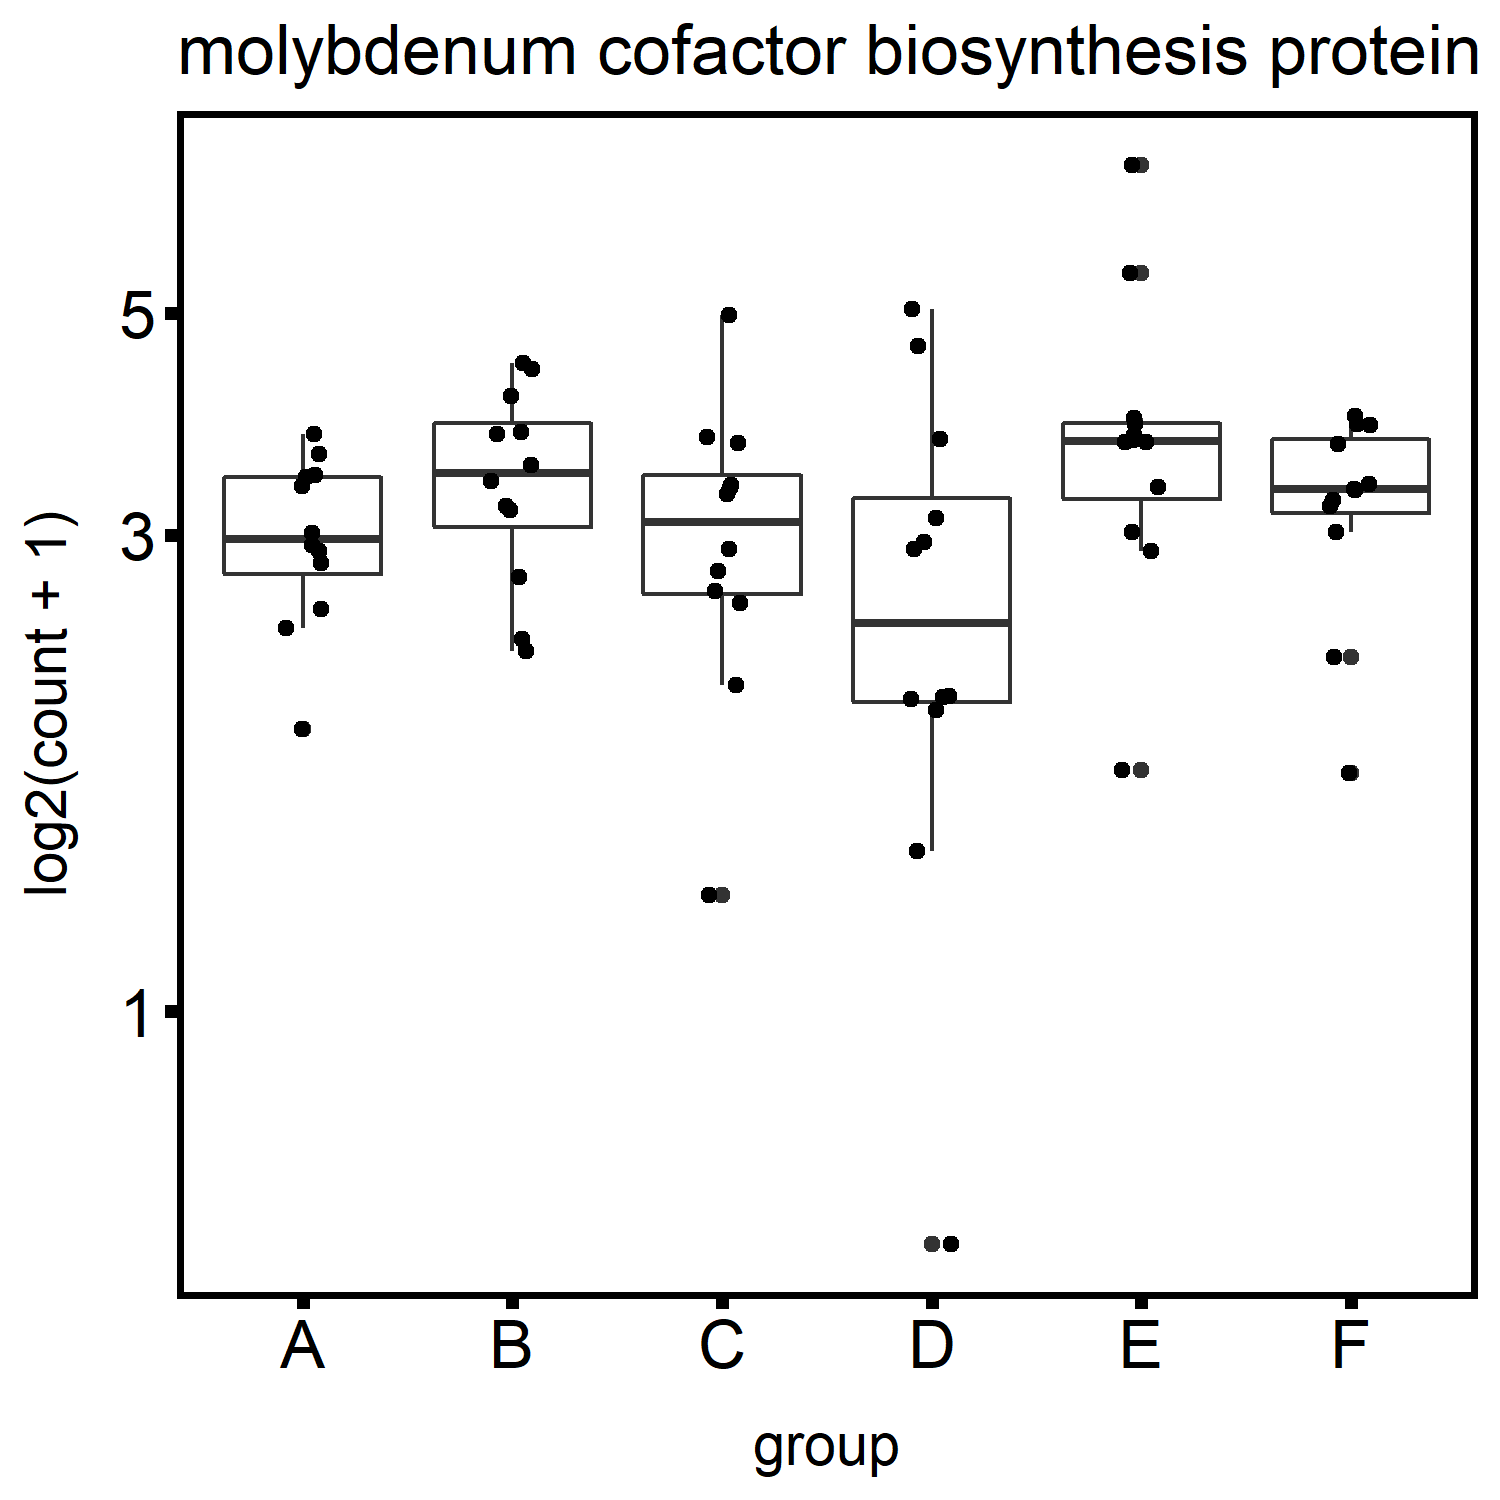 molybdenum cofactor biosynthesis protein
log2(count + 1)
5
3
1
A B C D E F
group